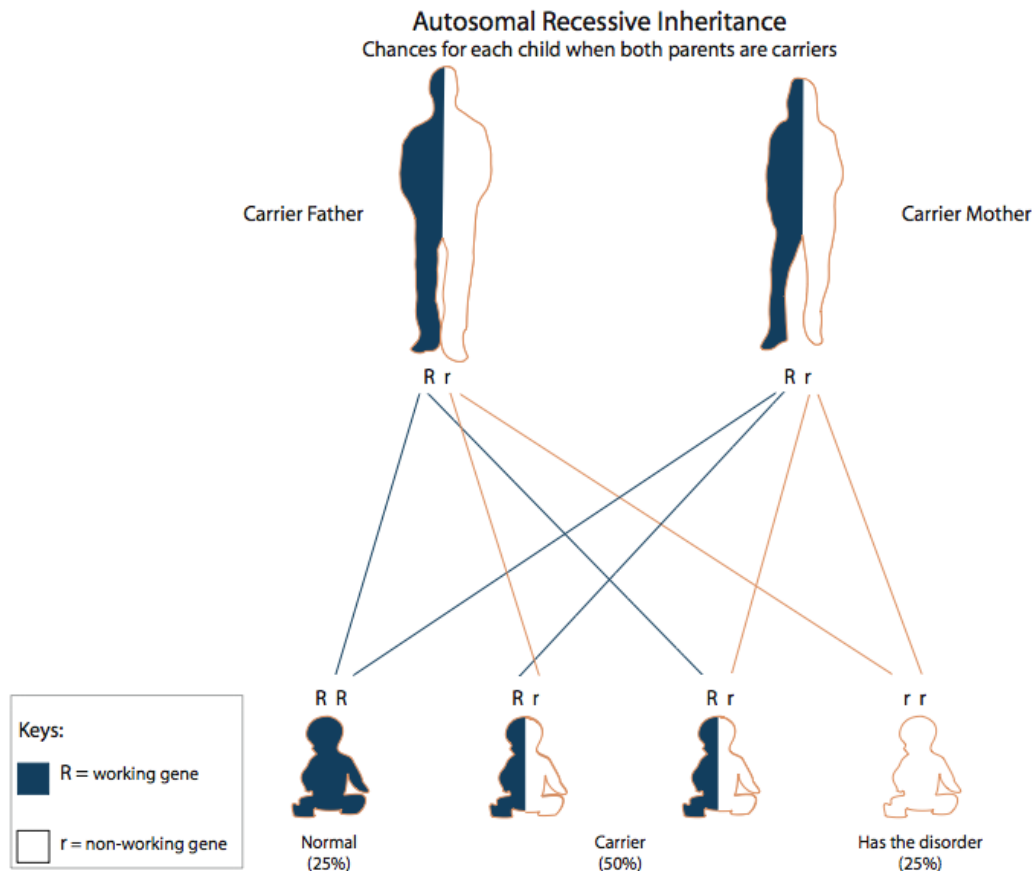 Autosomal Recessive Inheritance
Chances for each child when both parents are carriers
Carrier Father
Carrier Mother
R r
R r
R R
R r
R r
r r
Keys:
R = working gene
r = non-working gene
Normal
(25%)
Carrier
(50%)
Has the disorder
(25%)